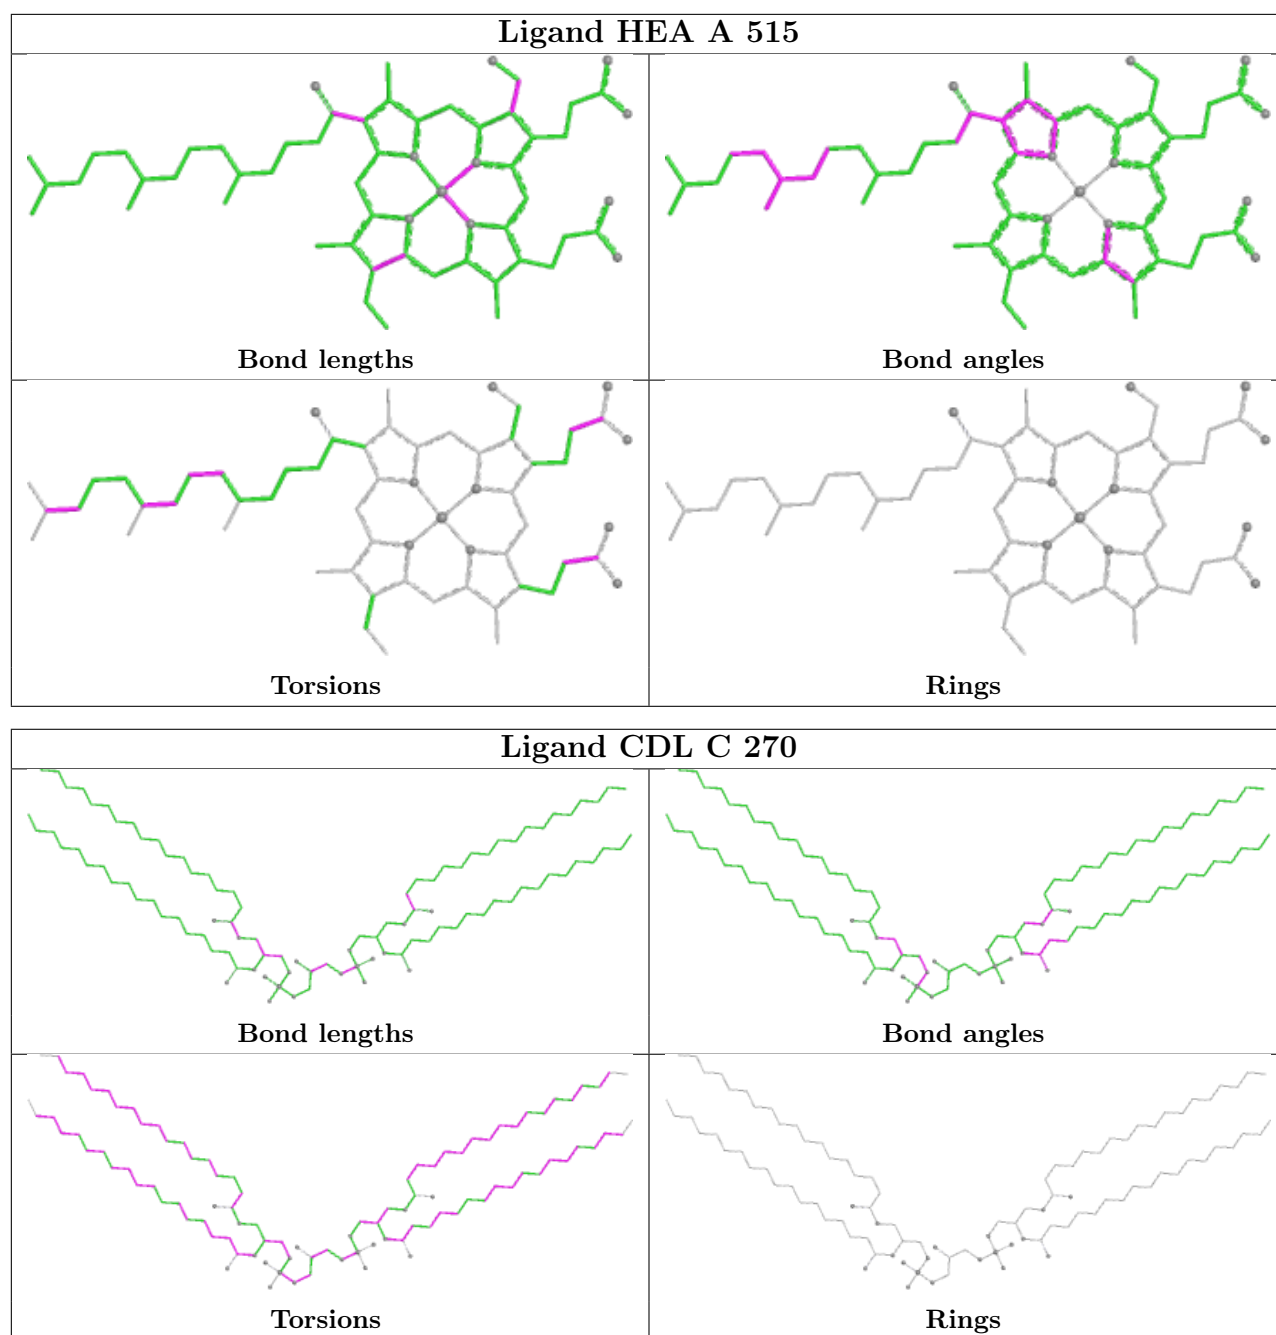 Ligand HEA A 515
Bond lengths
Bond angles
Torsions
Rings
Ligand CDL C 270
Bond lengths
Bond angles
Torsions
Rings